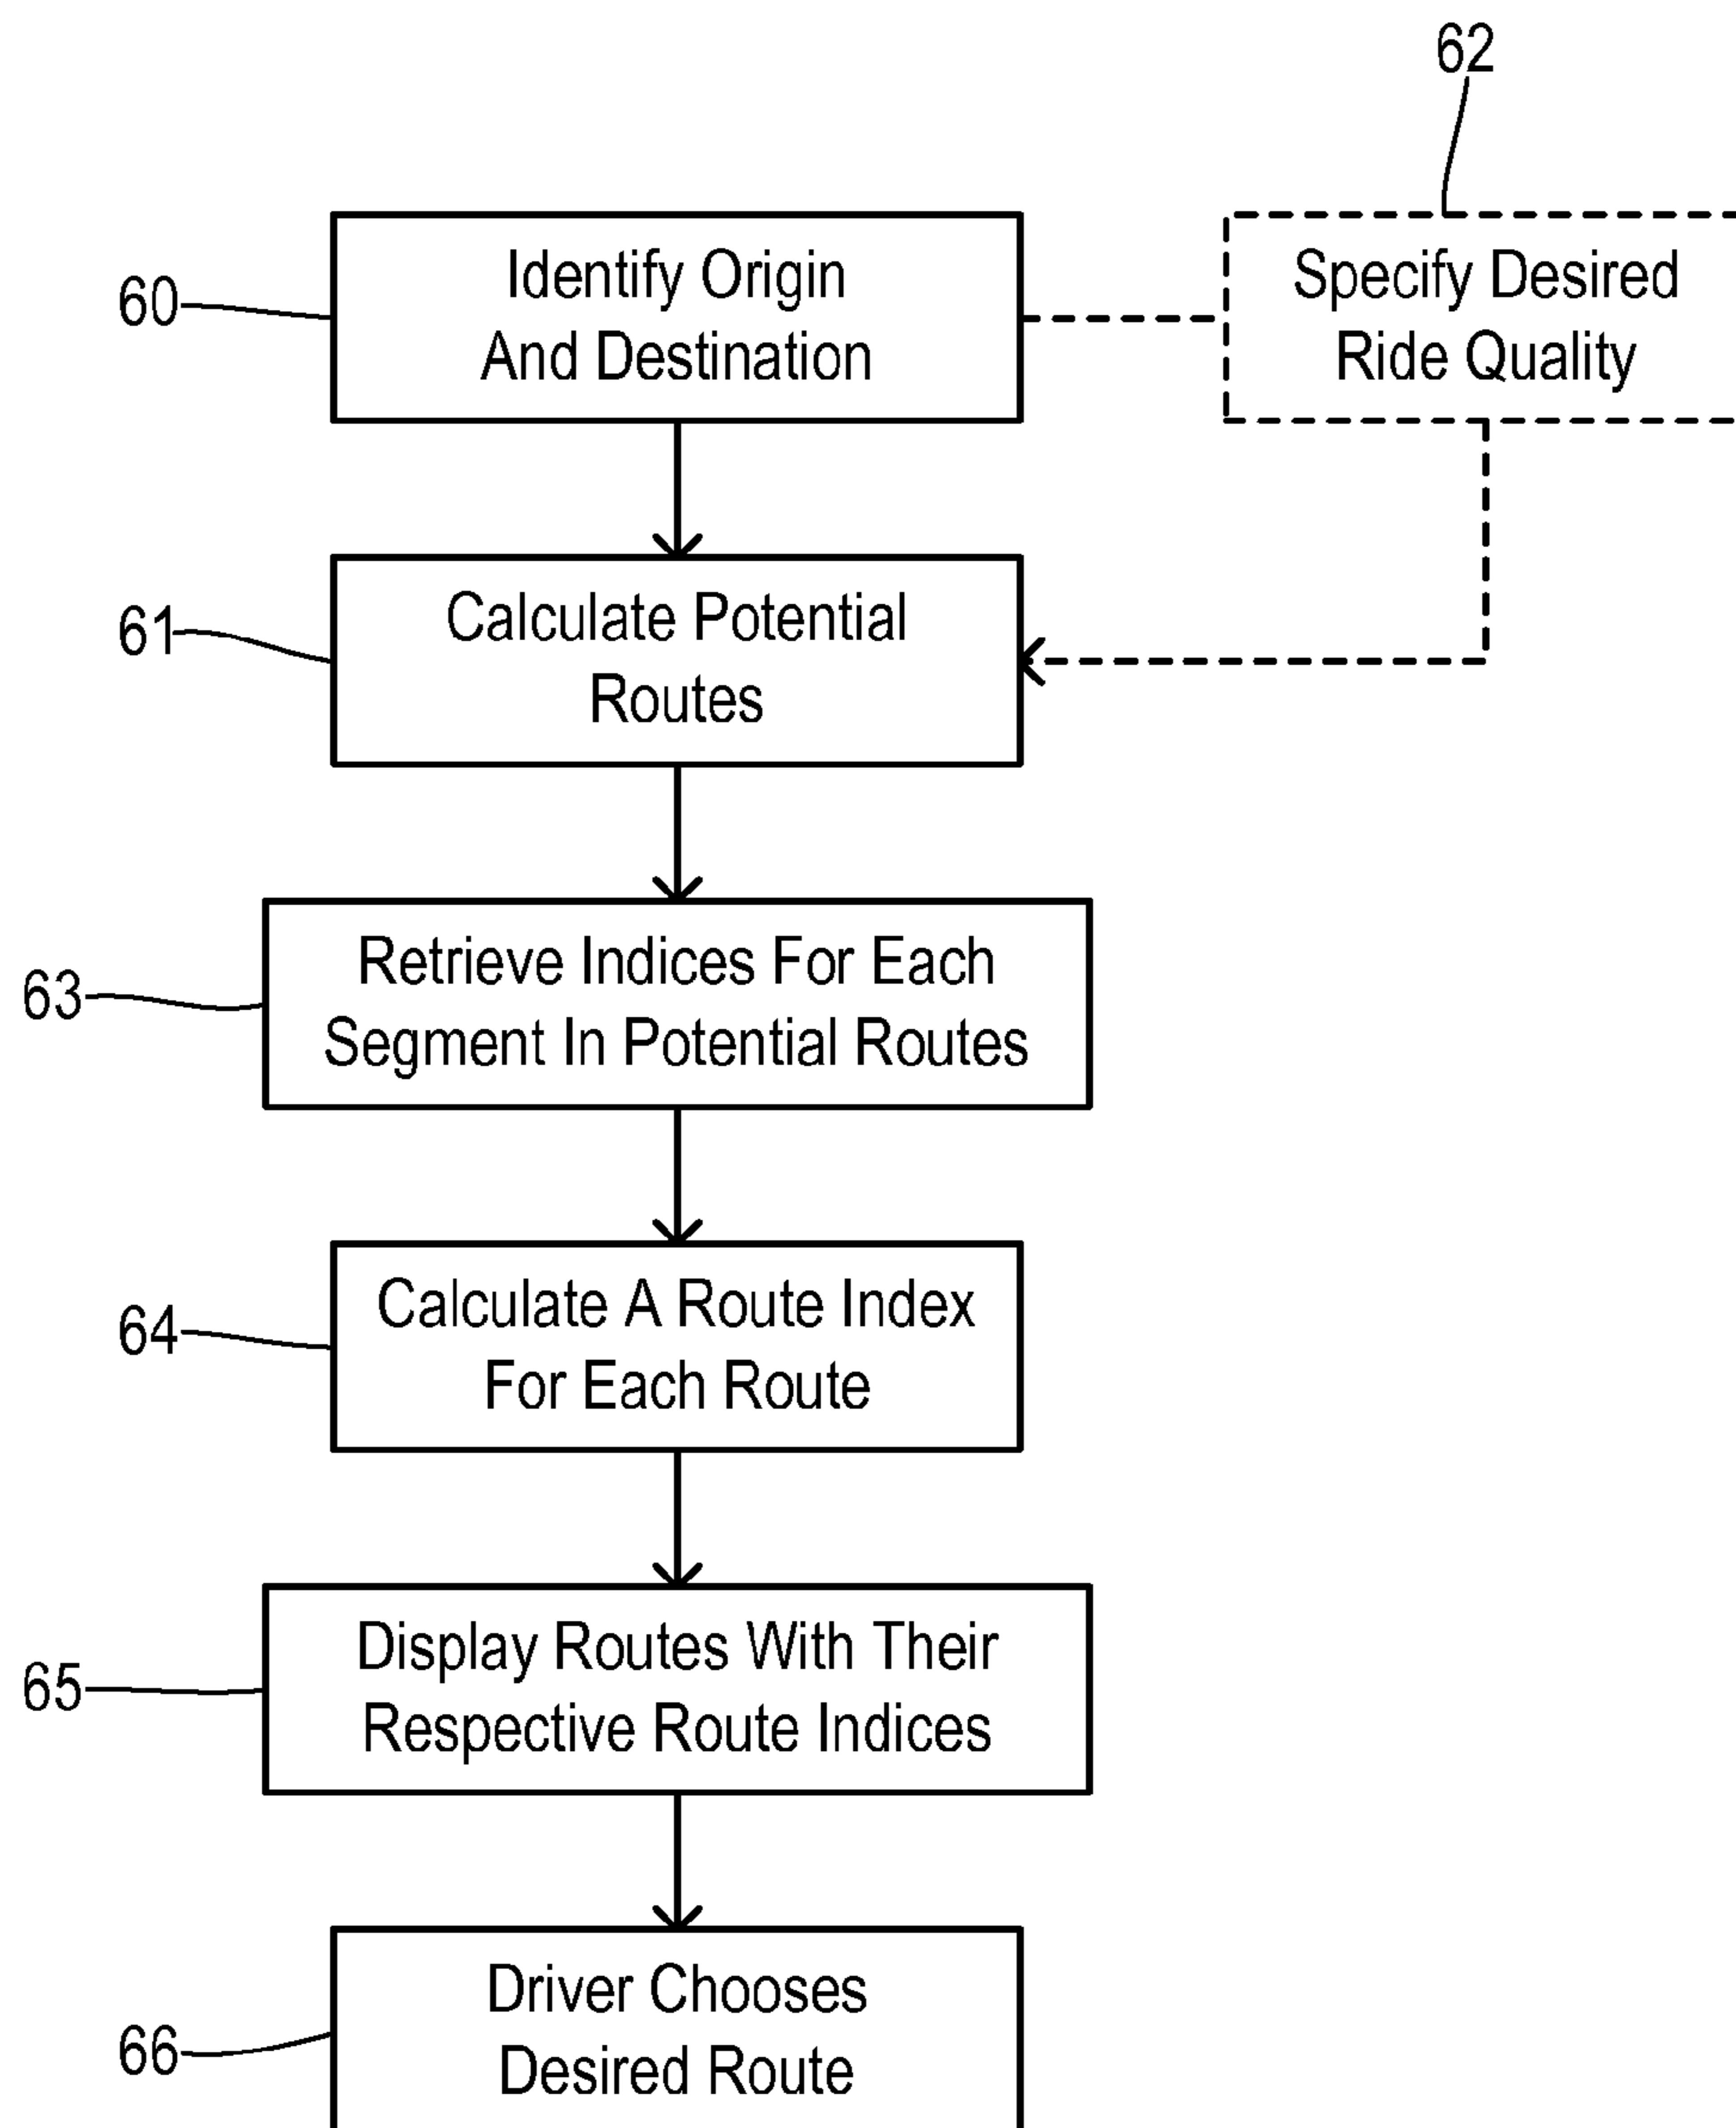 62
60
Identify Origin
And Destination
Specify Desired
Ride Quality
61
Calculate Potential
Routes
63
Retrieve Indices For Each
Segment In Potential Routes
64
Calculate A Route Index
For Each Route
65
Display Routes With Their
Respective Route Indices
66
Driver Chooses
Desired Route